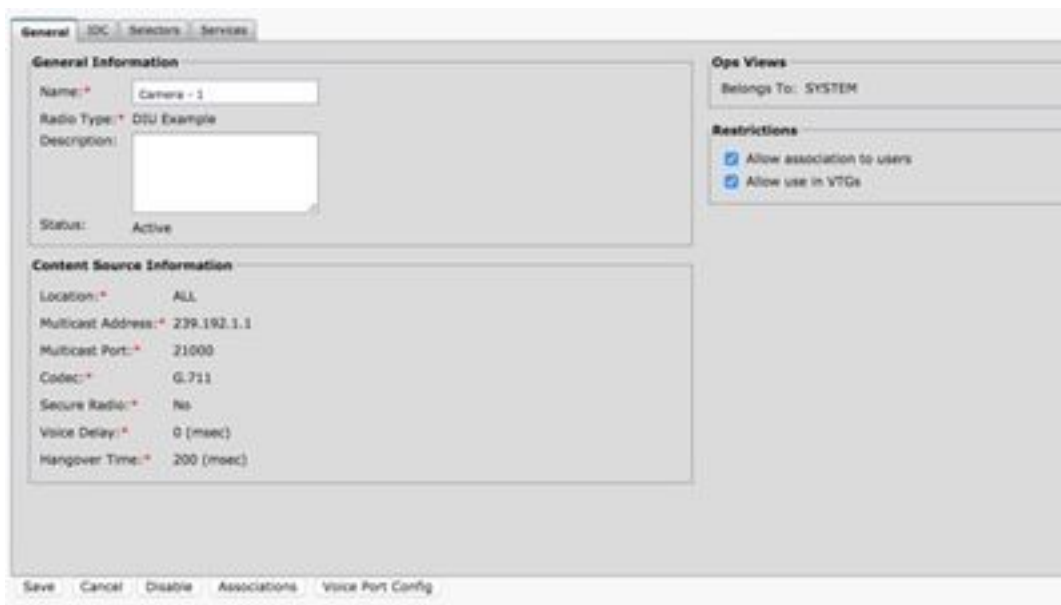 General IDC Selectors Services
General Information
Name:* Camera - 1
Radio Type:* DIU Example
Description:
Status: Active
Content Source Information
Location:* ALL
Multicast Address:* 239.192.1.1
Multicast Port:* 21000
Codec:* G.711
Secure Radio:* No
Voice Delay:* 0 (msec)
Hangover Time:* 200 (msec)
Ops Views
Belongs To: SYSTEM
Restrictions
Allow association to users
Allow use in VTGs
Save Cancel Disable Associations Voice Port Config